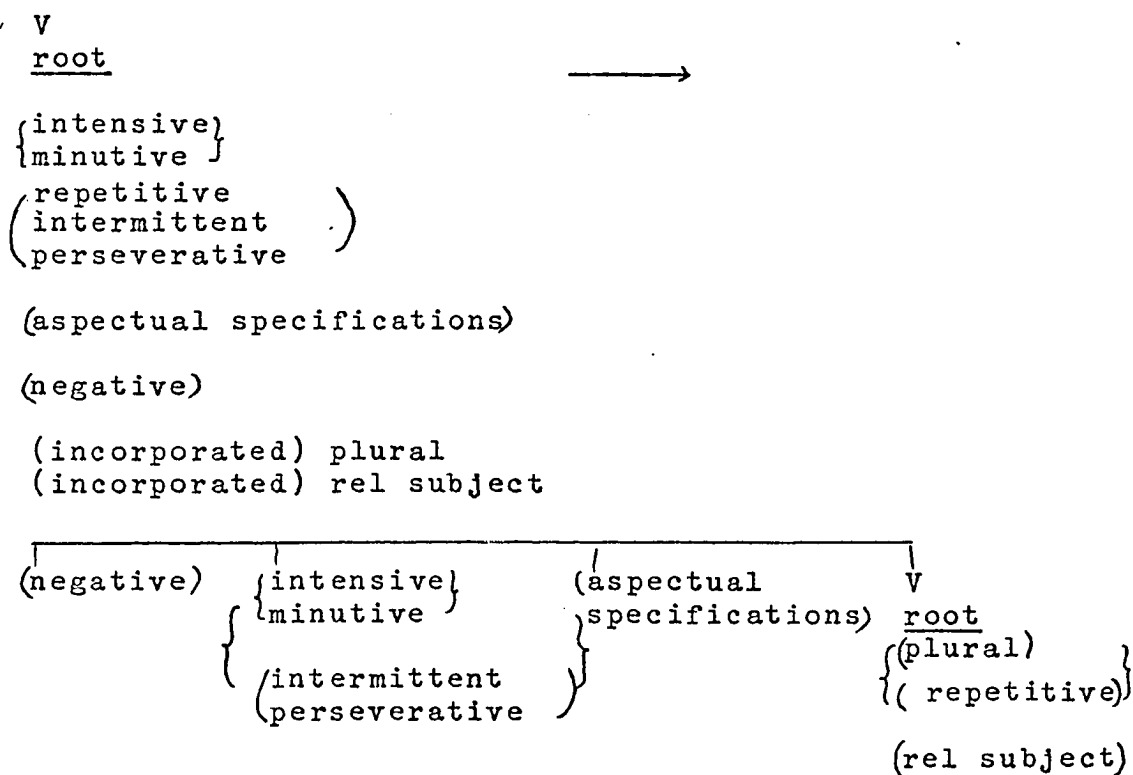 V
root ⟶
{intensive}
{minutive}
(repetitive
intermittent
perseverative)
(aspectual specifications)
(negative)
(incorporated) plural
(incorporated) rel subject
(negative) {intensive} (aspectual V
{minutive} specifications) root
{(plural)
(intermittent ( repetitive)}
perseverative)
(rel subject)